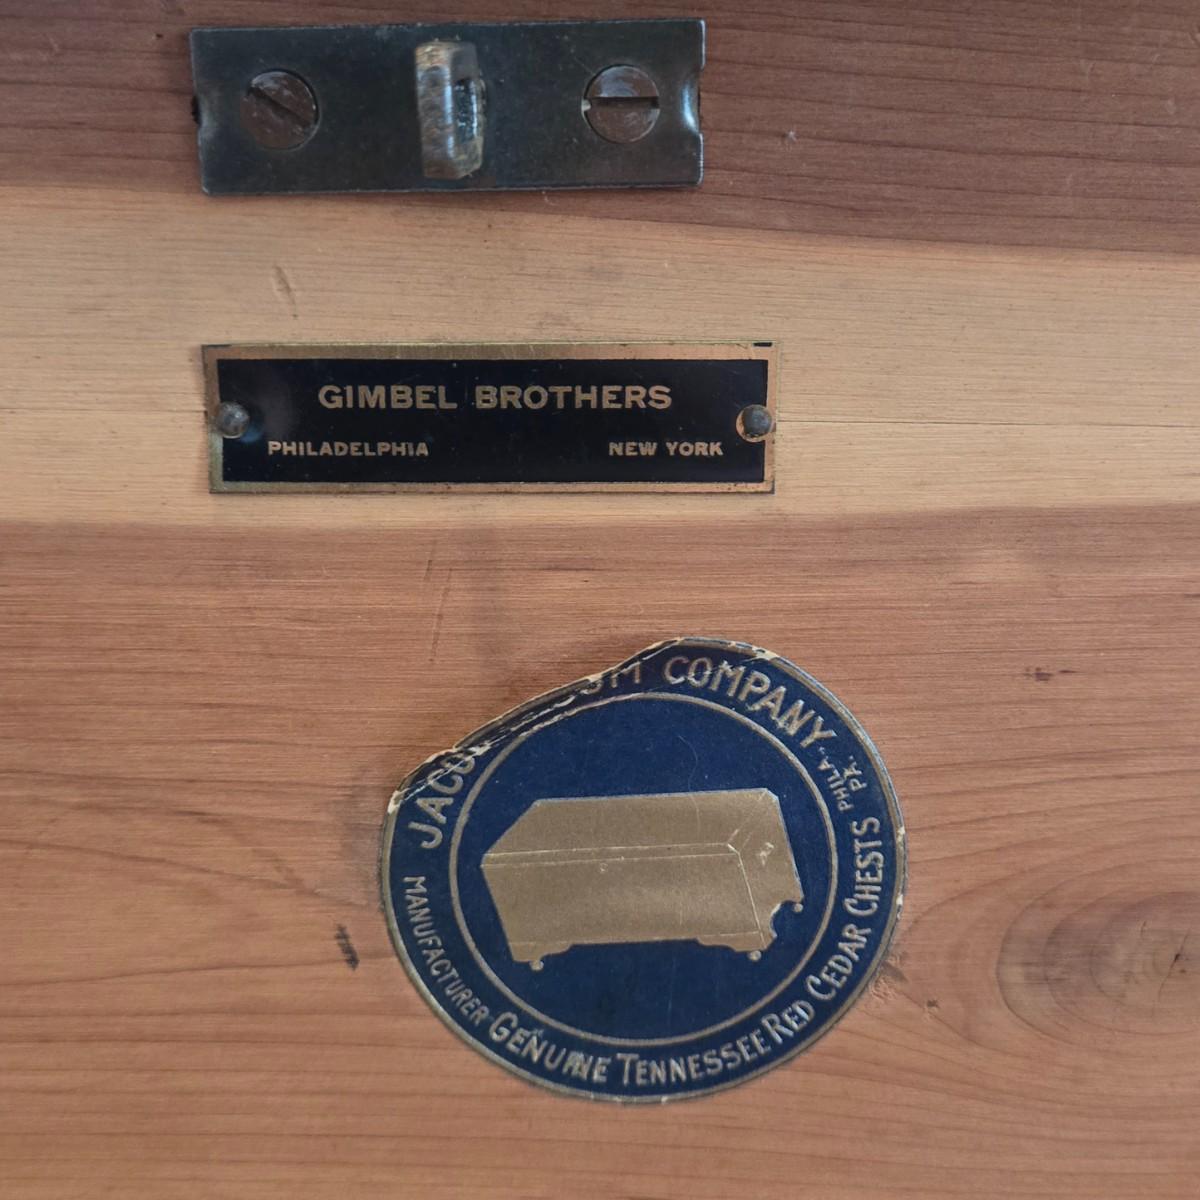 GIMBEL BROTHERS
PHILADELPHIA NEW YORK
COMPANY, PHILA., PA.
MANUFACTURER GENUINE TENNESSEE RED CEDAR CHESTS